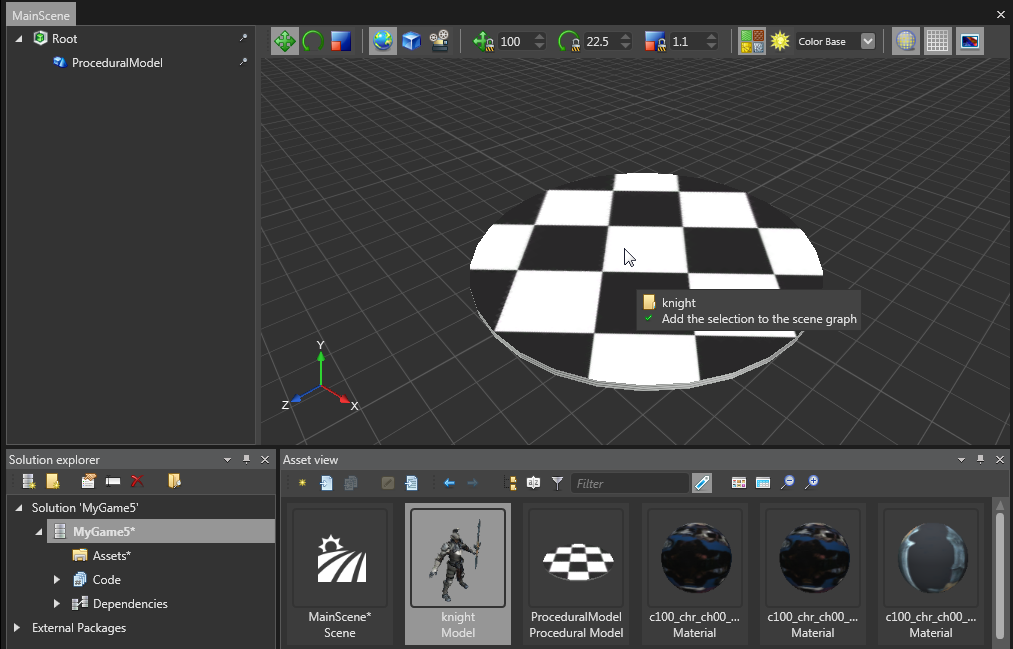 MainScene
Root
ProceduralModel
100
22.5
1.1
Color Base
knight
Add the selection to the scene graph
Y
Z
X
Solution explorer
Solution 'MyGame5'
MyGame5*
Assets*
Code
Dependencies
External Packages
Asset view
Filter
MainScene*
Scene
knight
Model
ProceduralModel
Procedural Model
c100_chr_ch00_...
Material
c100_chr_ch00_...
Material
c100_chr_ch00_...
Material